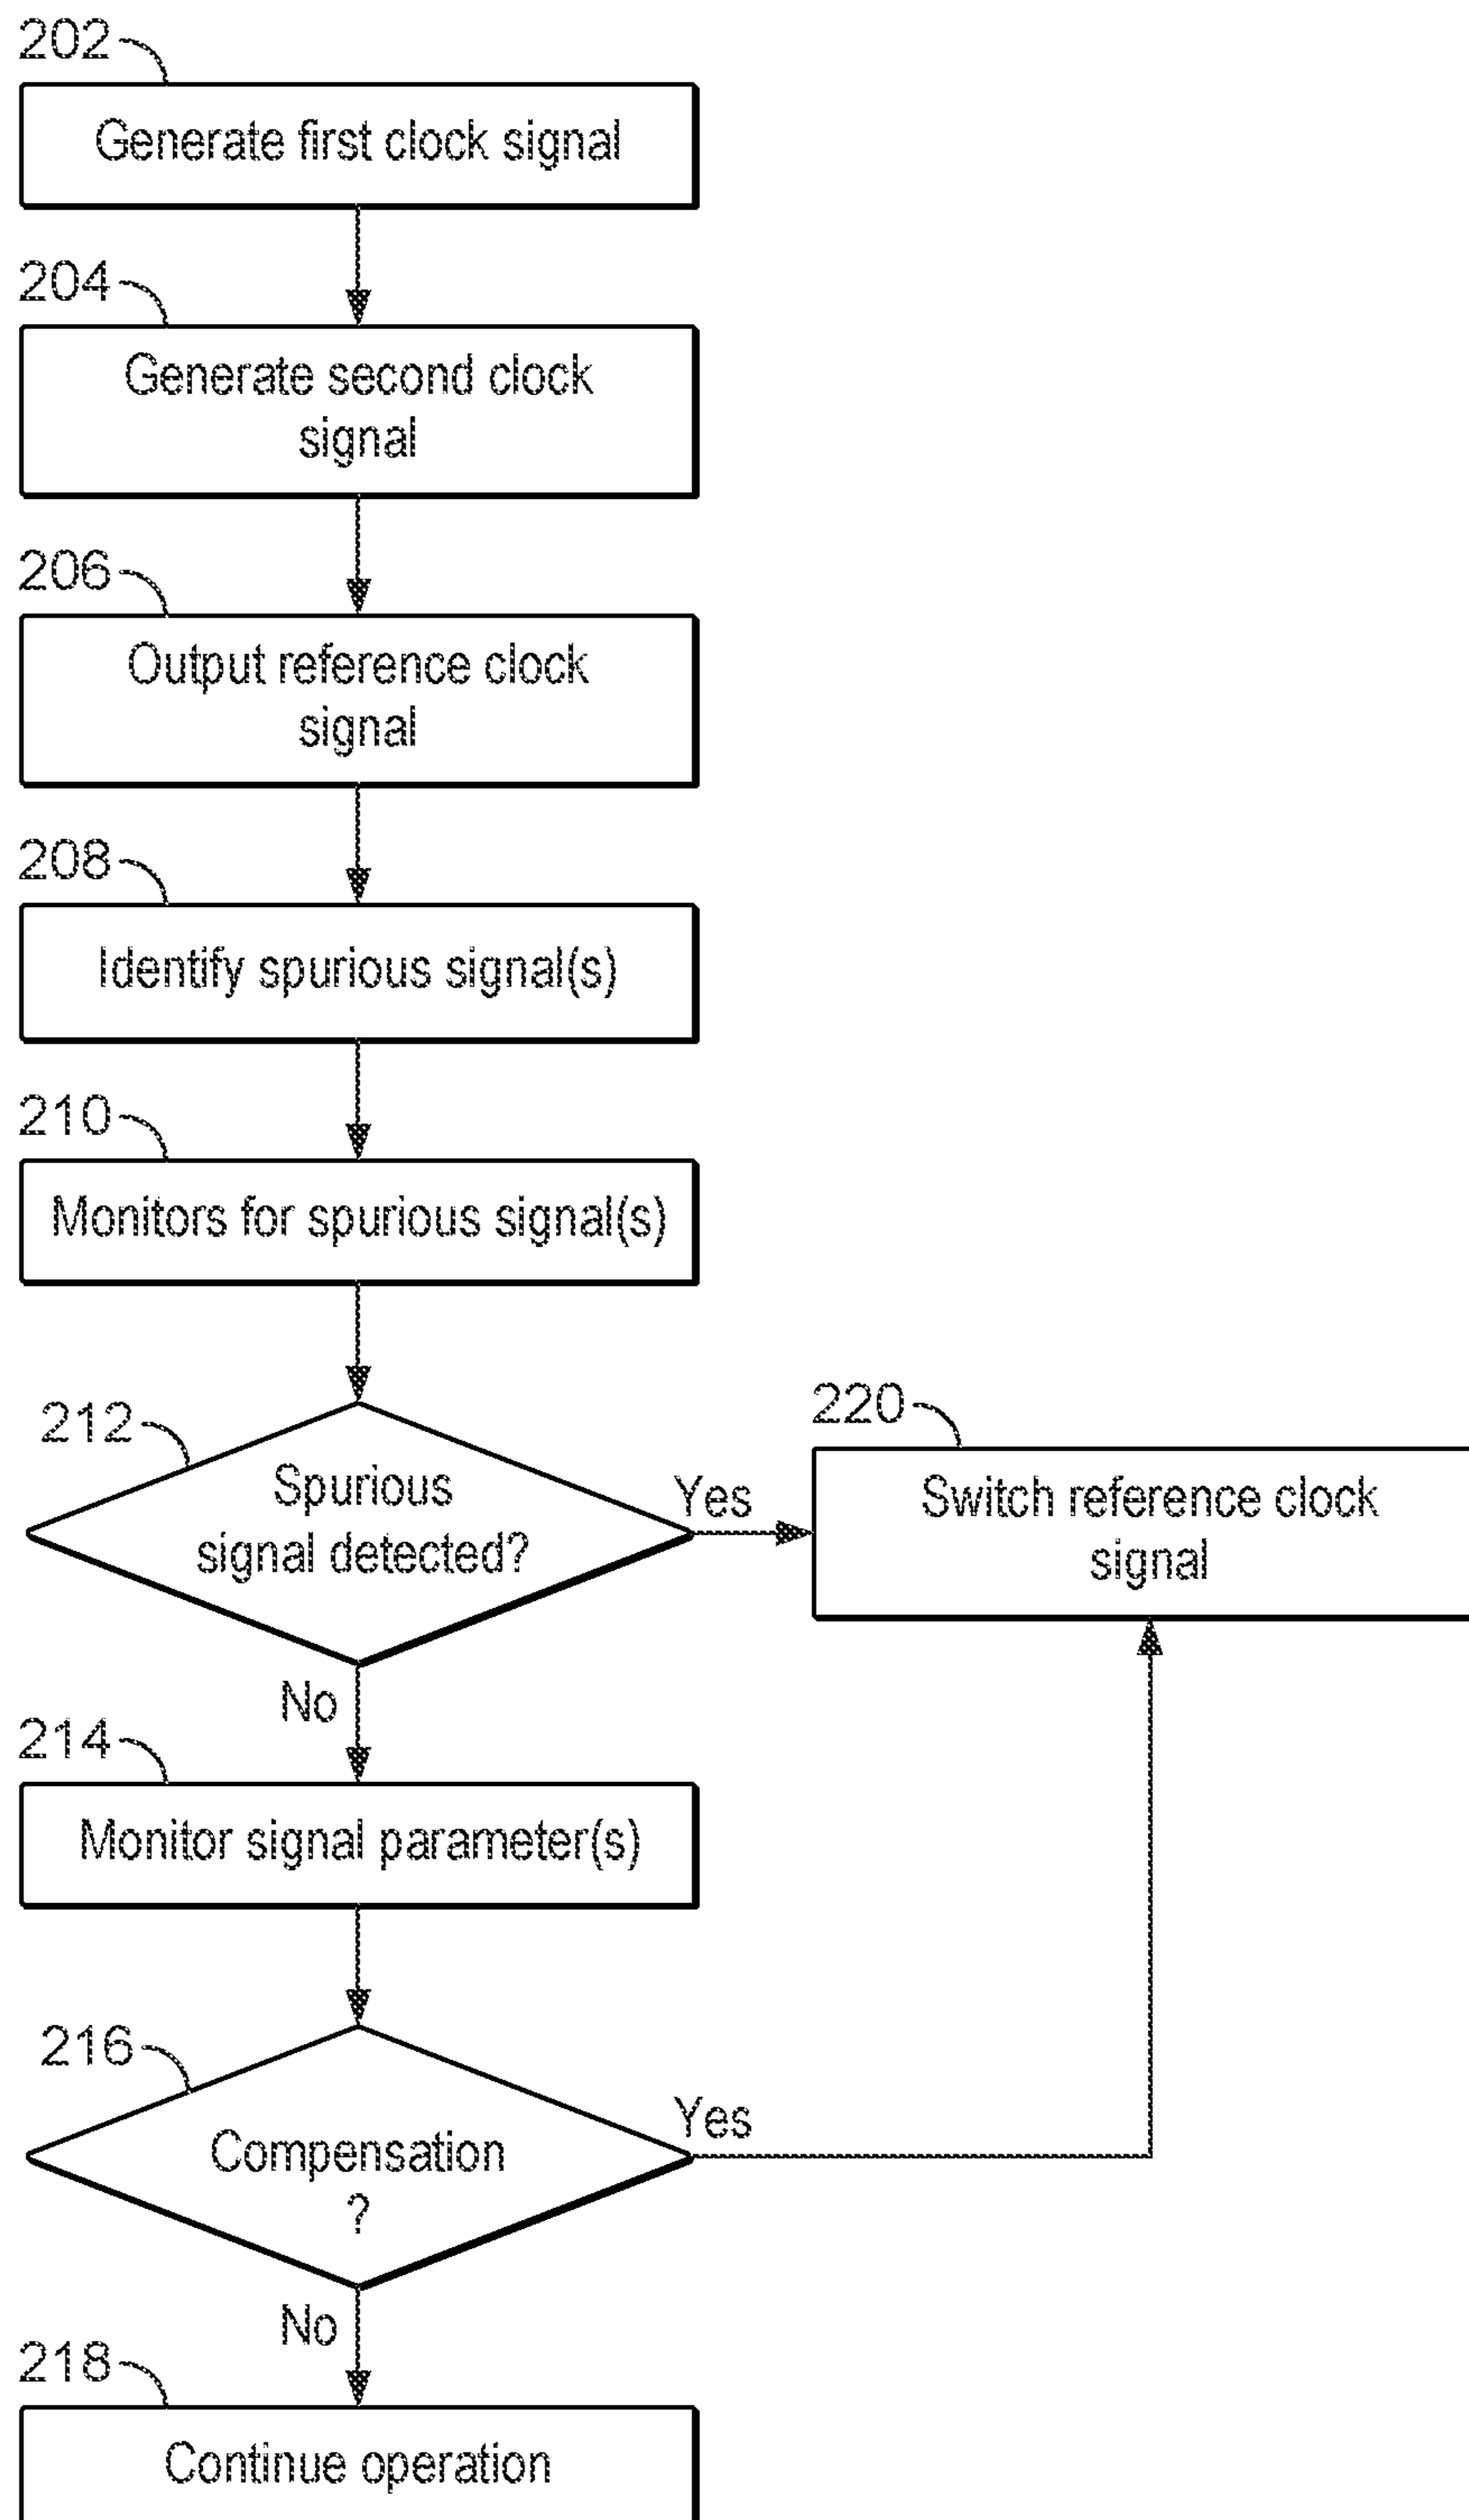 202
Generate first clock signal
204
Generate second clock
signal
206
Output reference clock
signal
208
Identify spurious signal(s)
210
Monitors for spurious signal(s)
212
Spurious
signal detected?
Yes
220
Switch reference clock
signal
No
214
Monitor signal parameter(s)
216
Compensation
?
Yes
No
218
Continue operation